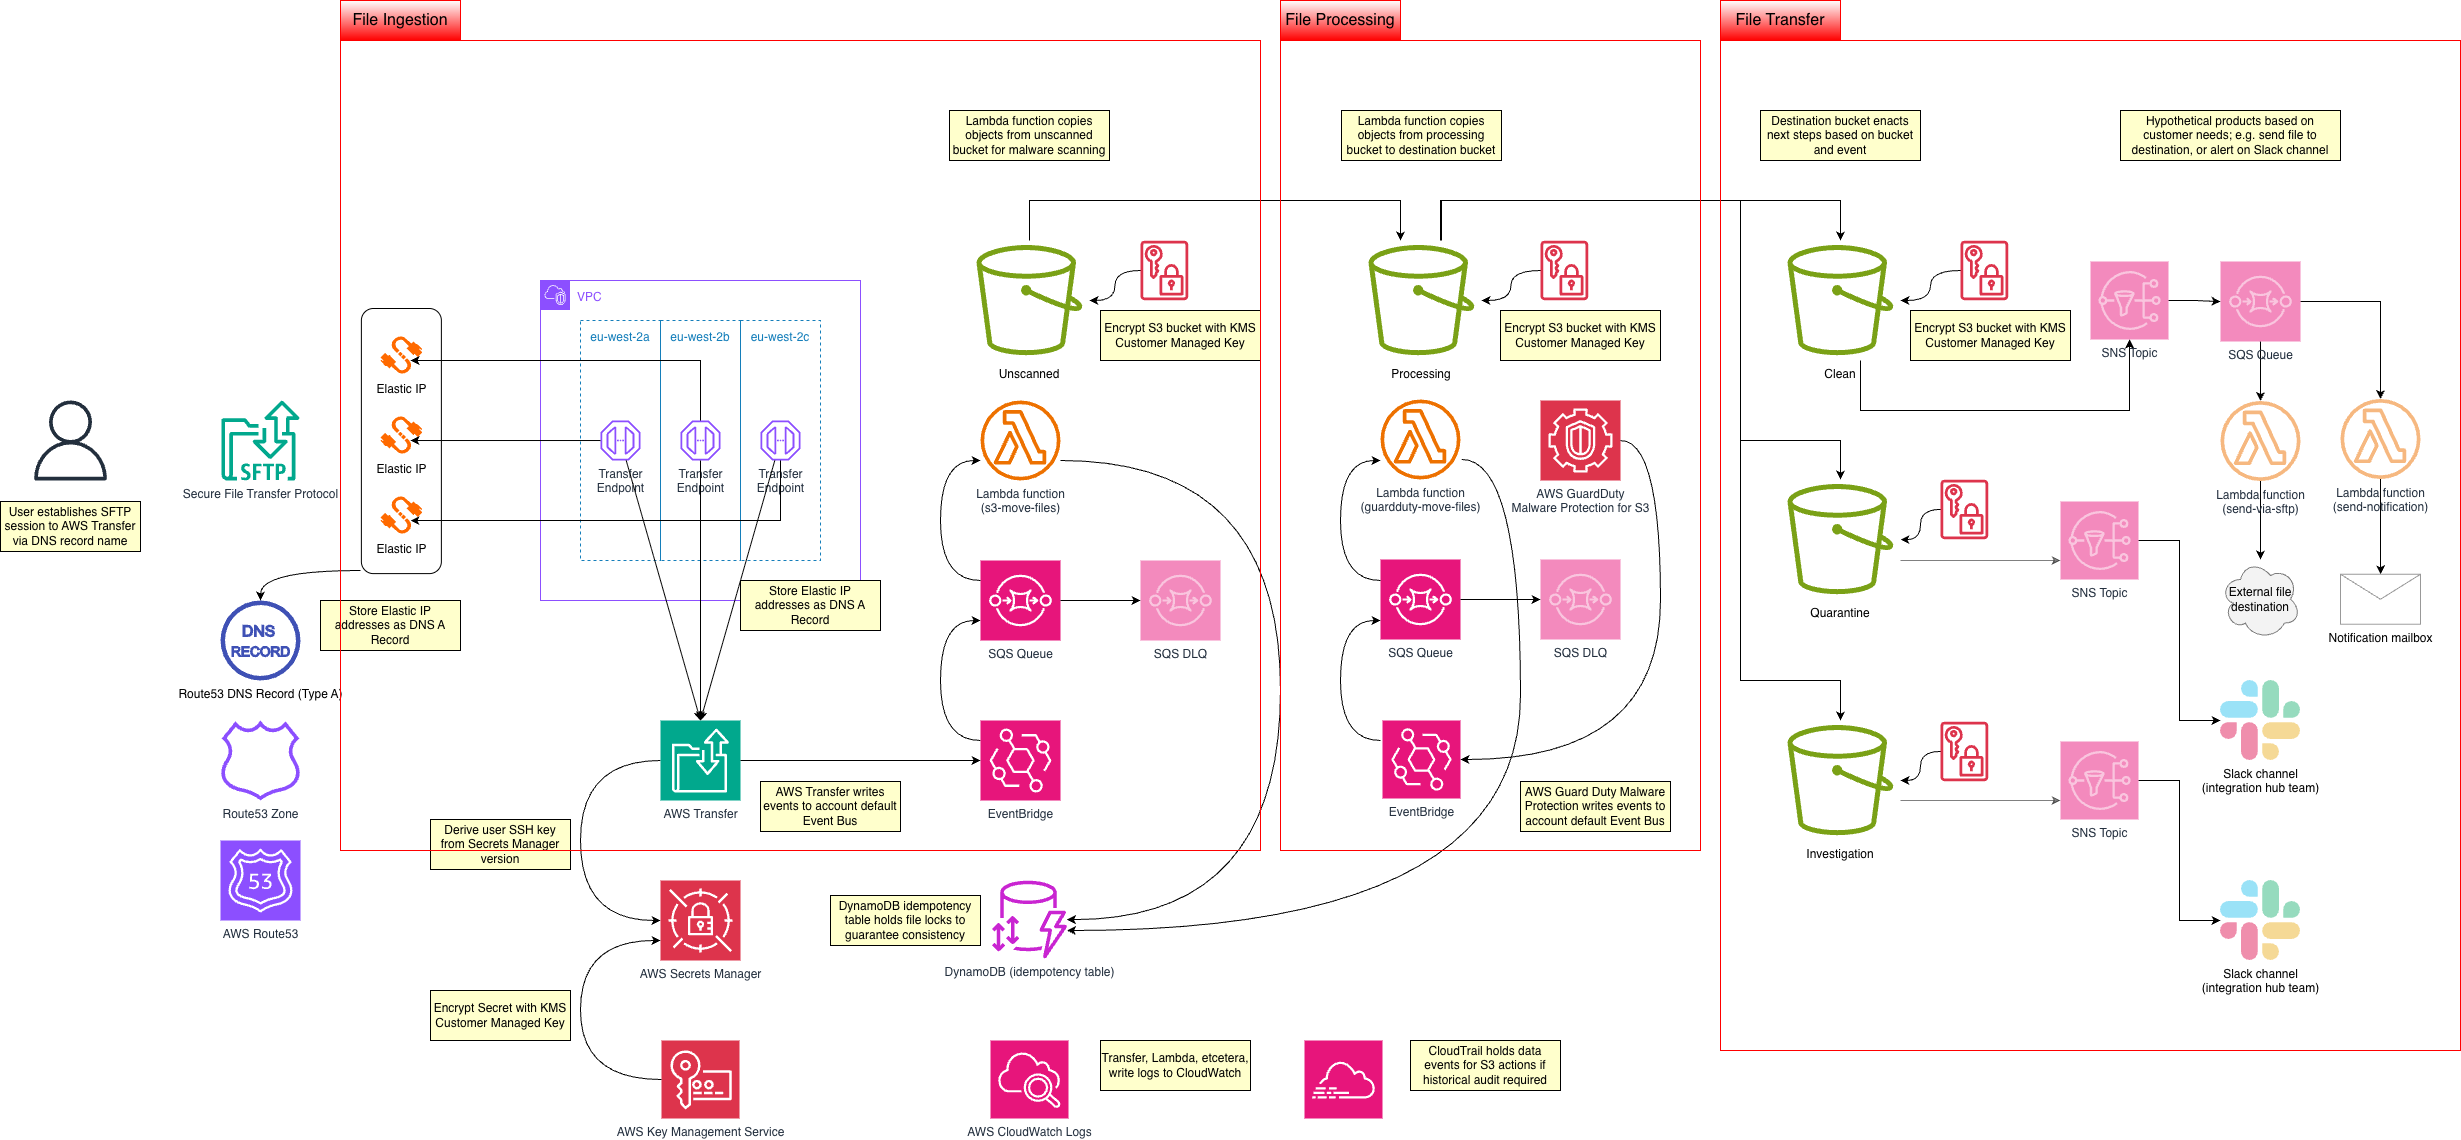 File Ingestion
File Processing
File Transfer
Lambda function copies
objects from unscanned
bucket for malware scanning
Lambda function copies
objects from processing
bucket to destination bucket
Destination bucket enacts
next steps based on bucket
and event
Hypothetical products based on
customer needs; e.g. send file to
destination, or alert on Slack channel
VPC
eu-west-2a
eu-west-2b
eu-west-2c
Elastic IP
Elastic IP
Elastic IP
Transfer
Endpoint
Transfer
Endpoint
Transfer
Endpoint
SFTP
Secure File Transfer Protocol
User establishes SFTP
session to AWS Transfer
via DNS record name
Store Elastic IP
addresses as DNS A
Record
Store Elastic IP
addresses as DNS A
Record
DNS
RECORD
Route53 DNS Record (Type A)
Route53 Zone
53
AWS Route53
AWS Transfer
AWS Transfer writes
events to account default
Event Bus
Derive user SSH key
from Secrets Manager
version
AWS Secrets Manager
Encrypt Secret with KMS
Customer Managed Key
AWS Key Management Service
Encrypt S3 bucket with KMS
Customer Managed Key
Unscanned
Lambda function
(s3-move-files)
SQS Queue
SQS DLQ
EventBridge
DynamoDB idempotency
table holds file locks to
guarantee consistency
DynamoDB (idempotency table)
AWS CloudWatch Logs
Transfer, Lambda, etcetera,
write logs to CloudWatch
CloudTrail holds data
events for S3 actions if
historical audit required
Encrypt S3 bucket with KMS
Customer Managed Key
Processing
Lambda function
(guardduty-move-files)
AWS GuardDuty
Malware Protection for S3
SQS Queue
SQS DLQ
EventBridge
AWS Guard Duty Malware
Protection writes events to
account default Event Bus
Encrypt S3 bucket with KMS
Customer Managed Key
Clean
SNS Topic
SQS Queue
Lambda function
(send-via-sftp)
Lambda function
(send-notification)
External file
destination
Notification mailbox
Quarantine
SNS Topic
Slack channel
(integration hub team)
Investigation
SNS Topic
Slack channel
(integration hub team)